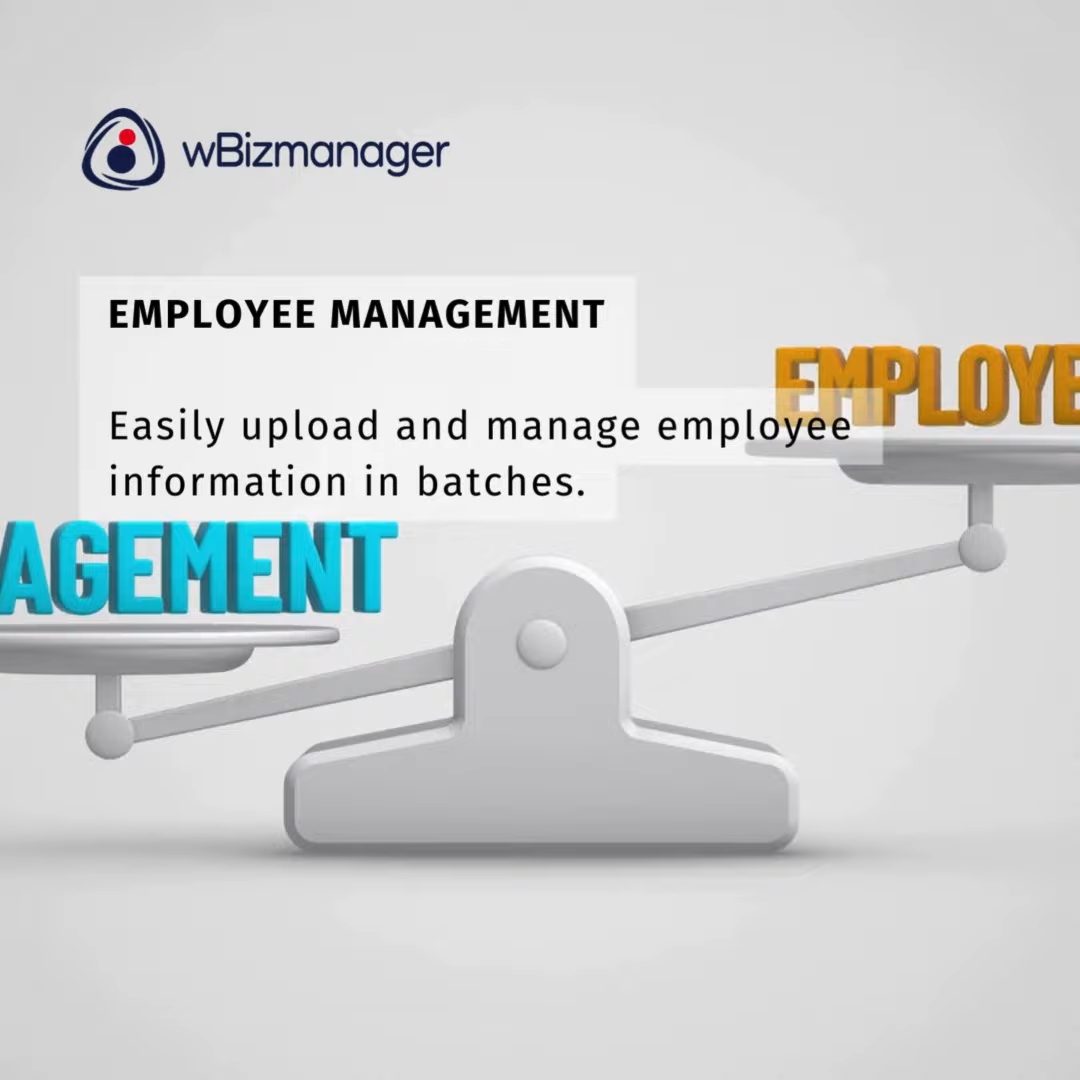 wBizmanager
EMPLOYEE MANAGEMENT
EMPLOYE
Easily upload and manage employee
information in batches.
AGEMENT